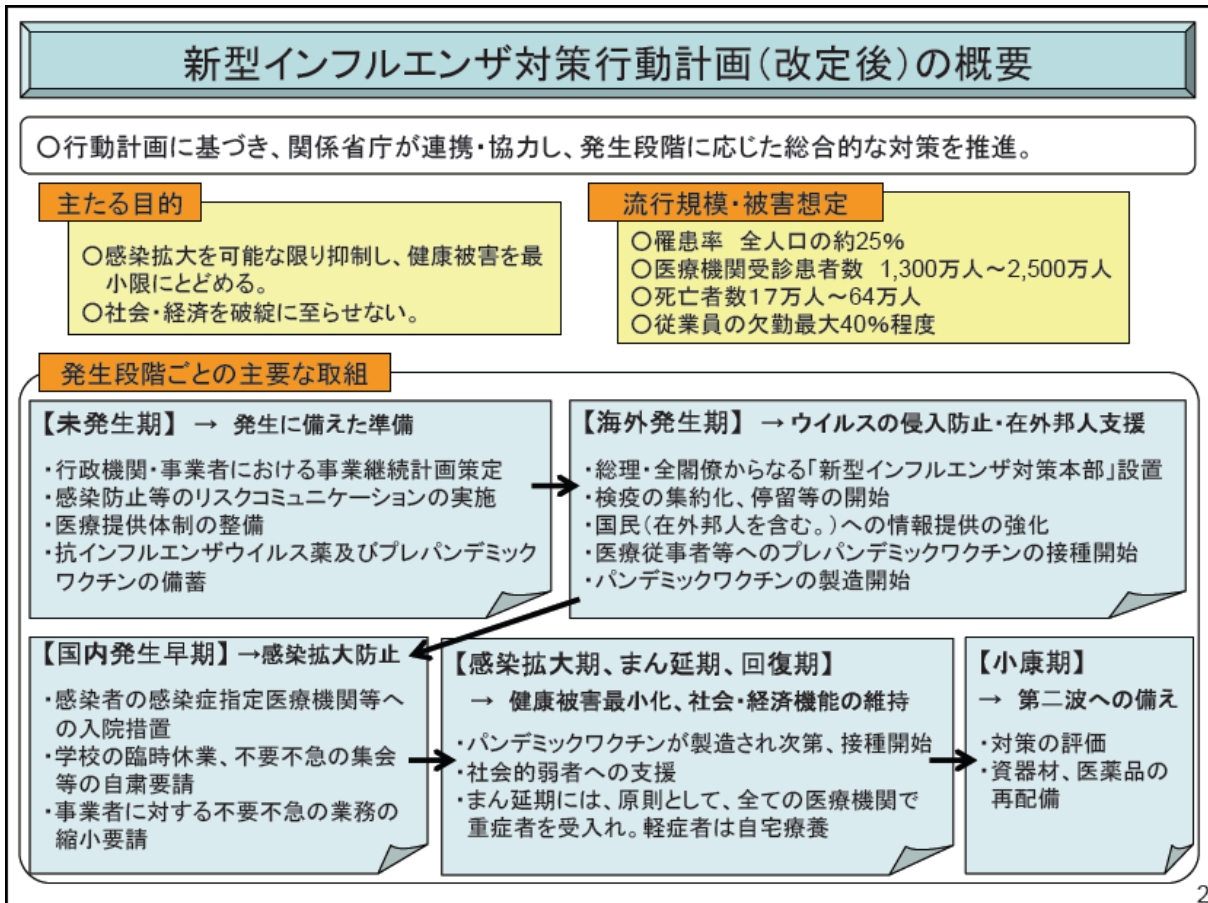 新型インフルエンザ対策行動計画(改定後)の概要
○行動計画に基づき、関係省庁が連携・協力し、発生段階に応じた総合的な対策を推進。
主たる目的
○感染拡大を可能な限り抑制し、健康被害を最
小限にとどめる。
○社会・経済を破綻に至らせない。
流行規模・被害想定
○罹患率 全人口の約25%
○医療機関受診患者数 1,300万人～2,500万人
○死亡者数17万人～64万人
○従業員の欠勤最大40%程度
発生段階ごとの主要な取組
【未発生期】 → 発生に備えた準備
・行政機関・事業者における事業継続計画策定
・感染防止等のリスクコミュニケーションの実施
・医療提供体制の整備
・抗インフルエンザウイルス薬及びプレパンデミック
ワクチンの備蓄
【海外発生期】 →ウイルスの侵入防止・在外邦人支援
・総理・全閣僚からなる「新型インフルエンザ対策本部」設置
・検疫の集約化、停留等の開始
・国民(在外邦人を含む。)への情報提供の強化
・医療従事者等へのプレパンデミックワクチンの接種開始
・パンデミックワクチンの製造開始
【国内発生早期】→感染拡大防止
・感染者の感染症指定医療機関等へ
の入院措置
・学校の臨時休業、不要不急の集会
等の自粛要請
・事業者に対する不要不急の業務の
縮小要請
【感染拡大期、まん延期、回復期】
→ 健康被害最小化、社会・経済機能の維持
・パンデミックワクチンが製造され次第、接種開始
・社会的弱者への支援
・まん延期には、原則として、全ての医療機関で
重症者を受入れ。軽症者は自宅療養
【小康期】
→ 第二波への備え
・対策の評価
・資器材、医薬品の
再配備
2